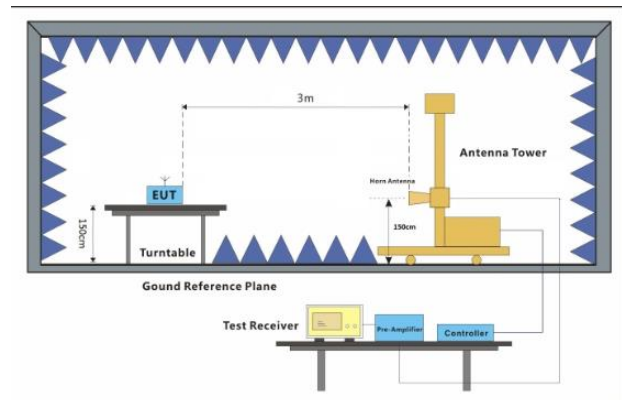 3m
Antenna Tower
Horn Antenna
EUT
150cm
150cm
Turntable
Gound Reference Plane
Test Receiver
Pre-Amplifier
Controller